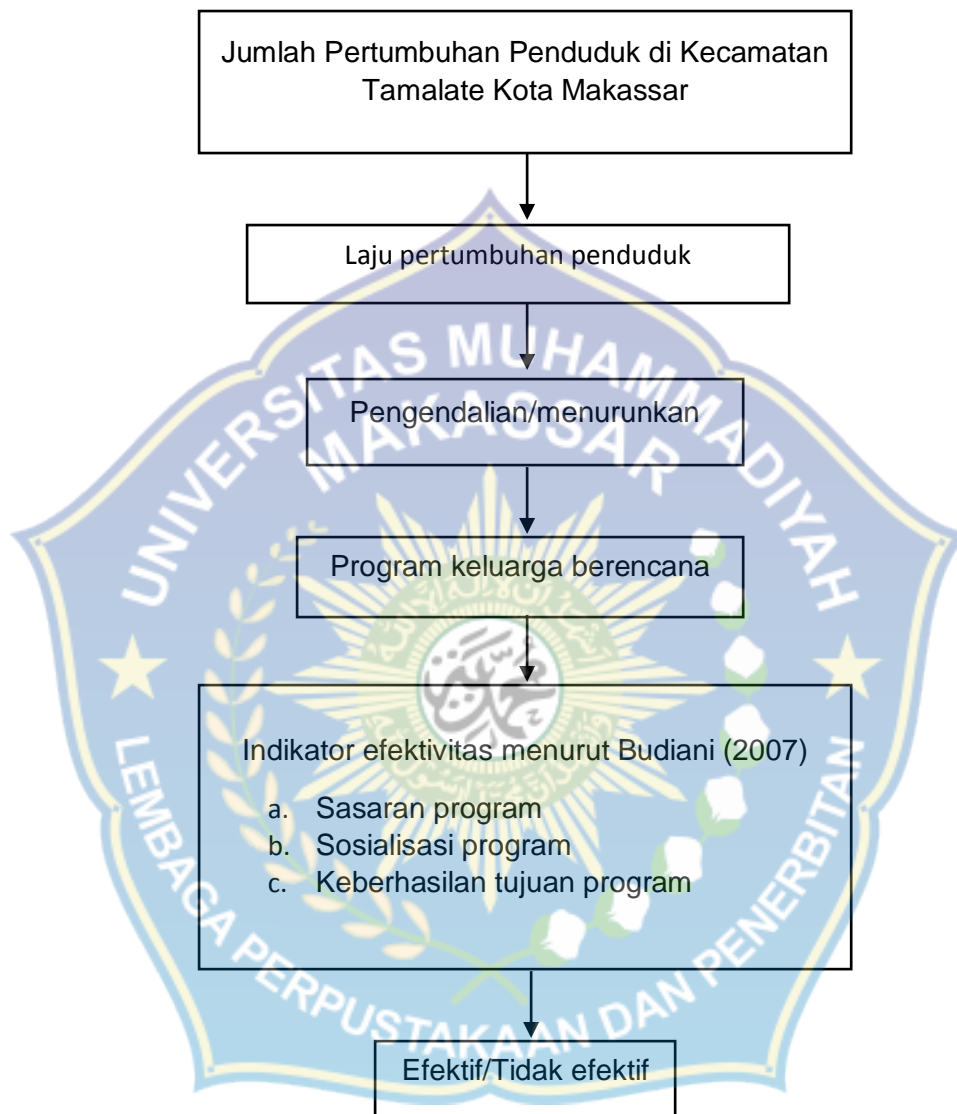 Jumlah Pertumbuhan Penduduk di Kecamatan
Tamalate Kota Makassar
Laju pertumbuhan penduduk
UNIVERSITAS MUHAMMADIYAH
MAKASSAR
Pengendalian/menurunkan
Program keluarga berencana
Indikator efektivitas menurut Budiani (2007)
a. Sasaran program
b. Sosialisasi program
c. Keberhasilan tujuan program
LEMBAGA PERPUSTAKAAN DAN PENERBITAN
Efektif/Tidak efektif